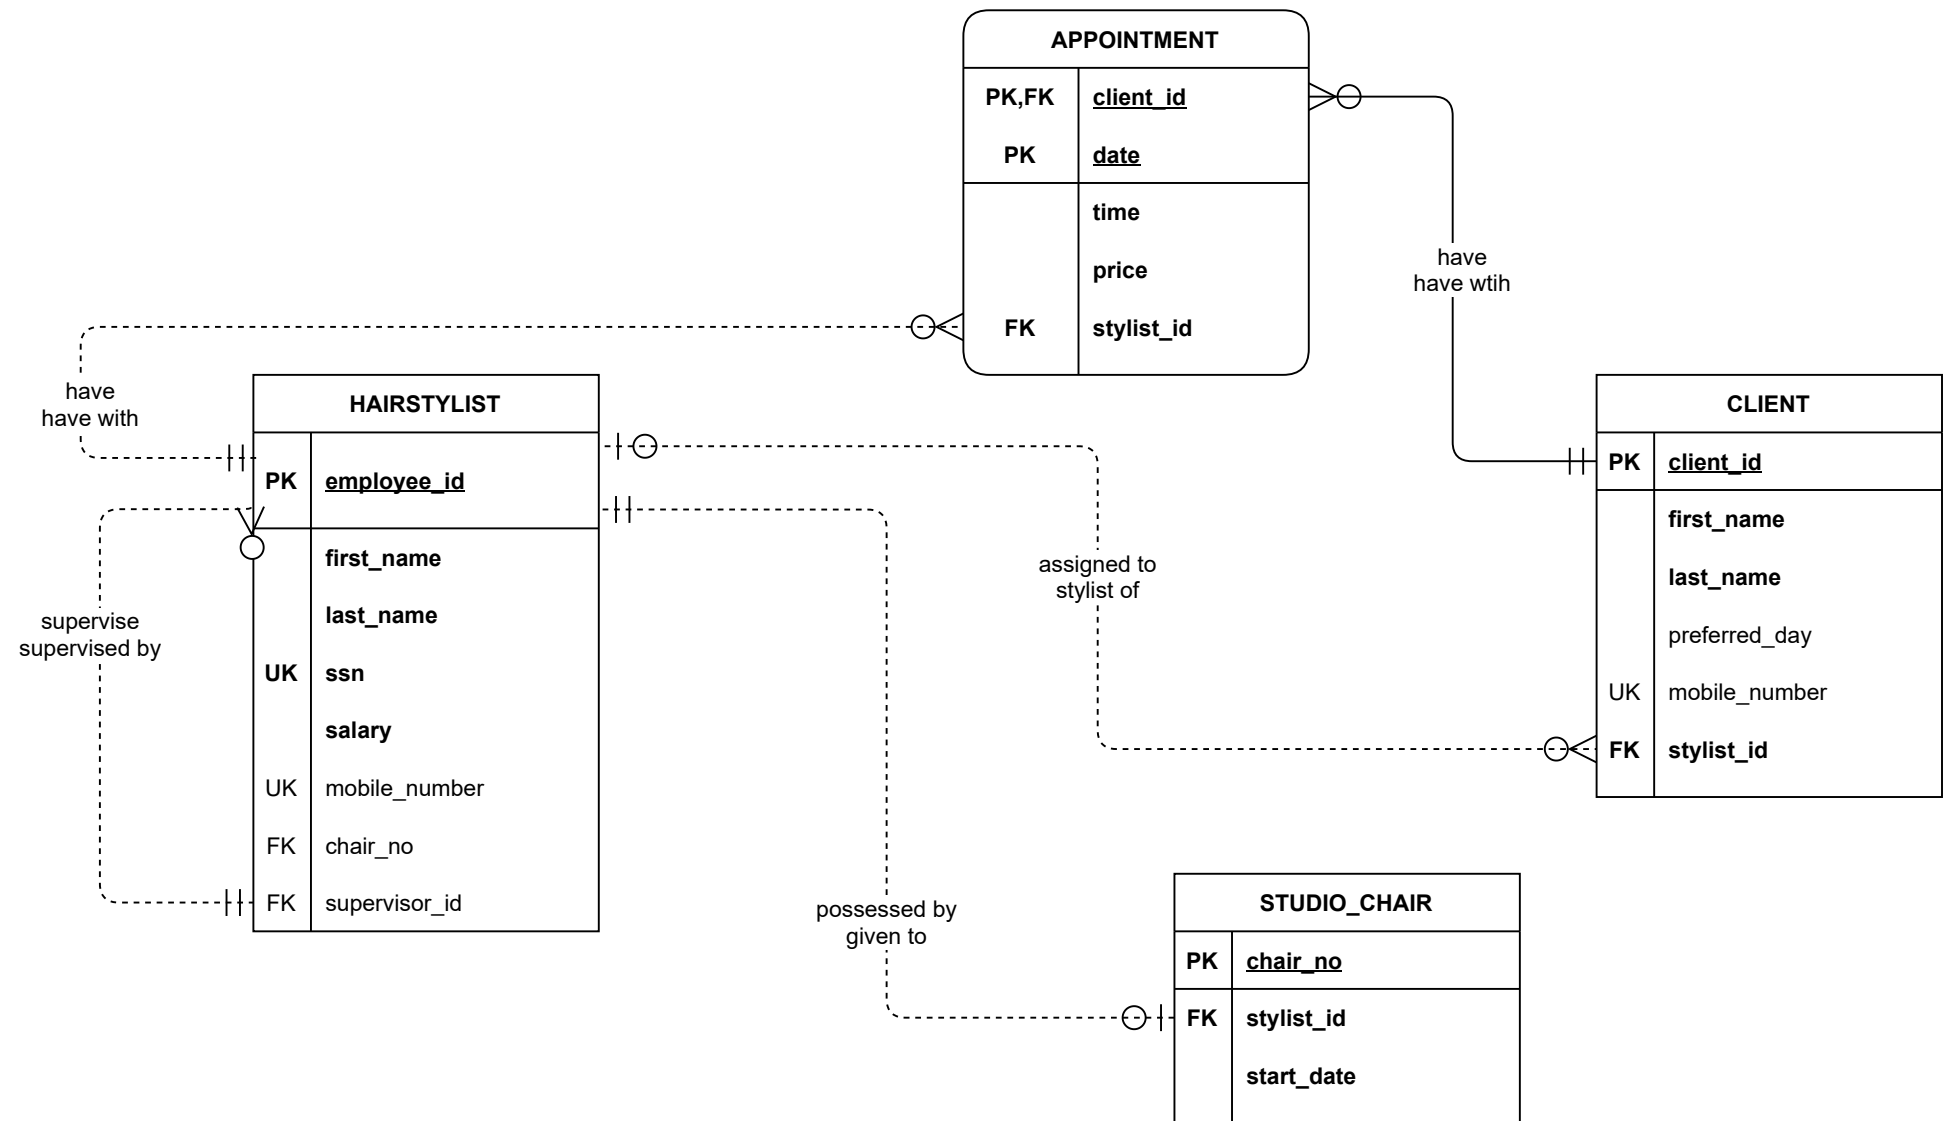 APPOINTMENT
PK,FK client_id
PK date
time
price
FK stylist_id
have
have wtih
have
have with
HAIRSTYLIST
PK employee_id
first_name
last_name
UK ssn
salary
UK mobile_number
FK chair_no
FK supervisor_id
supervise
supervised by
assigned to
stylist of
possessed by
given to
CLIENT
PK client_id
first_name
last_name
preferred_day
UK mobile_number
FK stylist_id
STUDIO_CHAIR
PK chair_no
FK stylist_id
start_date